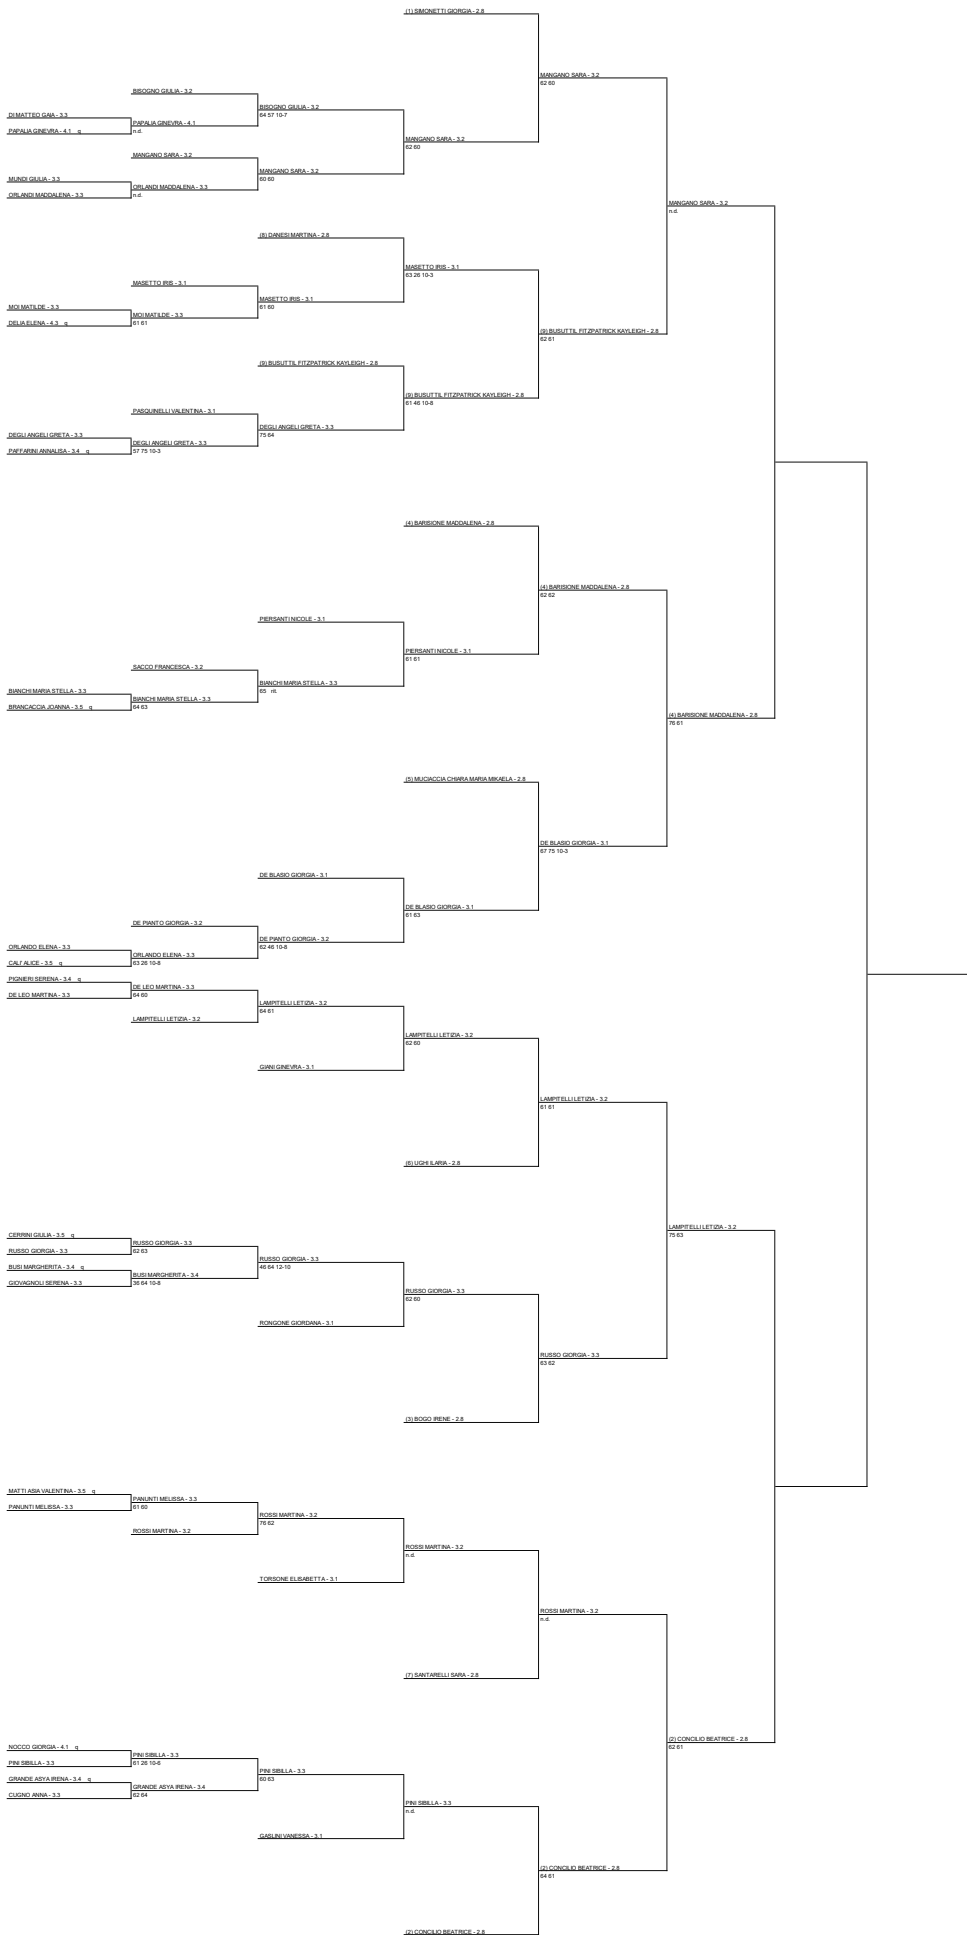 (1) SIMONETTI GIORGIA - 2.8
MANGANO SARA - 3.2
62 60
BISOGNO GIULIA - 3.2
BISOGNO GIULIA - 3.2
64 57 10-7
DI MATTEO GAIA - 3.3
PAPALIA GINEVRA - 4.1
n.d.
PAPALIA GINEVRA - 4.1 q
MANGANO SARA - 3.2
62 60
MANGANO SARA - 3.2
MANGANO SARA - 3.2
60 60
MUNDI GIULIA - 3.3
ORLANDI MADDALENA - 3.3
n.d.
ORLANDI MADDALENA - 3.3
MANGANO SARA - 3.2
n.d.
(8) DANESI MARTINA - 2.8
MASETTO IRIS - 3.1
63 26 10-3
MASETTO IRIS - 3.1
MASETTO IRIS - 3.1
61 60
MOI MATILDE - 3.3
MOI MATILDE - 3.3
61 61
DELIA ELENA - 4.3 q
(9) BUSUTTIL FITZPATRICK KAYLEIGH - 2.8
62 61
(9) BUSUTTIL FITZPATRICK KAYLEIGH - 2.8
(9) BUSUTTIL FITZPATRICK KAYLEIGH - 2.8
61 46 10-8
PASQUINELLI VALENTINA - 3.1
DEGLI ANGELI GRETA - 3.3
75 64
DEGLI ANGELI GRETA - 3.3
DEGLI ANGELI GRETA - 3.3
57 75 10-3
PAFFARINI ANNALISA - 3.4 q
(4) BARISIONE MADDALENA - 2.8
(4) BARISIONE MADDALENA - 2.8
62 62
PIERSANTI NICOLE - 3.1
PIERSANTI NICOLE - 3.1
61 61
SACCO FRANCESCA - 3.2
BIANCHI MARIA STELLA - 3.3
65 rit.
BIANCHI MARIA STELLA - 3.3
BIANCHI MARIA STELLA - 3.3
64 63
BRANCACCIA JOANNA - 3.5 q
(4) BARISIONE MADDALENA - 2.8
76 61
(5) MUCIACCIA CHIARA MARIA MIKAELA - 2.8
DE BLASIO GIORGIA - 3.1
67 75 10-3
DE BLASIO GIORGIA - 3.1
DE BLASIO GIORGIA - 3.1
61 63
DE PIANTO GIORGIA - 3.2
DE PIANTO GIORGIA - 3.2
62 46 10-8
ORLANDO ELENA - 3.3
ORLANDO ELENA - 3.3
63 26 10-8
CALI' ALICE - 3.5 q
PIGNIERI SERENA - 3.4 q
DE LEO MARTINA - 3.3
64 60
DE LEO MARTINA - 3.3
LAMPITELLI LETIZIA - 3.2
64 61
LAMPITELLI LETIZIA - 3.2
LAMPITELLI LETIZIA - 3.2
62 60
GIANI GINEVRA - 3.1
LAMPITELLI LETIZIA - 3.2
61 61
(6) UGHI ILARIA - 2.8
LAMPITELLI LETIZIA - 3.2
75 63
CERRINI GIULIA - 3.5 q
RUSSO GIORGIA - 3.3
62 63
RUSSO GIORGIA - 3.3
RUSSO GIORGIA - 3.3
46 64 12-10
BUSI MARGHERITA - 3.4 q
BUSI MARGHERITA - 3.4
36 64 10-8
GIOVAGNOLI SERENA - 3.3
RUSSO GIORGIA - 3.3
62 60
RONGONE GIORDANA - 3.1
RUSSO GIORGIA - 3.3
63 62
(3) BOGO IRENE - 2.8
MATTI ASIA VALENTINA - 3.5 q
PANUNTI MELISSA - 3.3
61 60
PANUNTI MELISSA - 3.3
ROSSI MARTINA - 3.2
76 62
ROSSI MARTINA - 3.2
ROSSI MARTINA - 3.2
n.d.
TORSONE ELISABETTA - 3.1
ROSSI MARTINA - 3.2
n.d.
(7) SANTARELLI SARA - 2.8
(2) CONCILIO BEATRICE - 2.8
62 61
NOCCO GIORGIA - 4.1 q
PINI SIBILLA - 3.3
61 26 10-6
PINI SIBILLA - 3.3
PINI SIBILLA - 3.3
60 63
GRANDE ASYA IRENA - 3.4 q
GRANDE ASYA IRENA - 3.4
62 64
CUGNO ANNA - 3.3
PINI SIBILLA - 3.3
n.d.
GASLINI VANESSA - 3.1
(2) CONCILIO BEATRICE - 2.8
64 61
(2) CONCILIO BEATRICE - 2.8